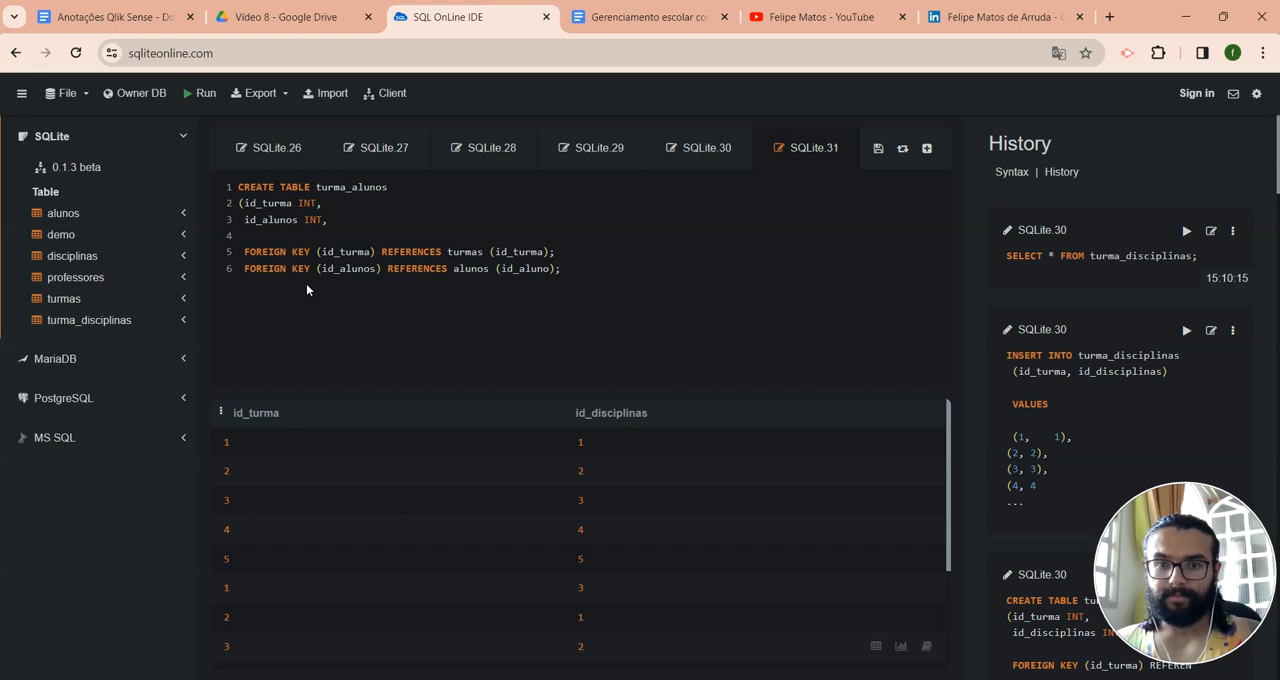 Anotações Qlik Sense - Do
Vídeo 8 - Google Drive
SQL OnLine IDE
Gerenciamento escolar co
Felipe Matos - YouTube
Felipe Matos de Arruda -
sqliteonline.com
f
File
Owner DB
Run
Export
Import
Client
Sign in
SQLite
0.1.3 beta
Table
alunos
demo
disciplinas
professores
turmas
turma_disciplinas
MariaDB
PostgreSQL
MS SQL
SQLite.26
SQLite.27
SQLite.28
SQLite.29
SQLite.30
SQLite.31
1 CREATE TABLE turma_alunos
2 (id_turma INT,
3 id_alunos INT,
4
5 FOREIGN KEY (id_turma) REFERENCES turmas (id_turma);
6 FOREIGN KEY (id_alunos) REFERENCES alunos (id_aluno);
id_turma id_disciplinas
1 1
2 2
3 3
4 4
5 5
1 3
2 1
3 2
History
Syntax | History
SQLite.30
SELECT * FROM turma_disciplinas;
15:10:15
SQLite.30
INSERT INTO turma_disciplinas
(id_turma, id_disciplinas)
VALUES
(1, 1),
(2, 2),
(3, 3),
(4, 4
...
SQLite.30
CREATE TABLE
(id_turma INT,
id_disciplinas
FOREIGN KEY (id_turma) REFEREN